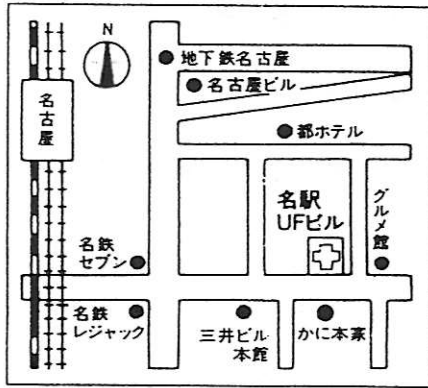 N
地下鉄名古屋
名古屋ビル
名古屋
都ホテル
名駅
UFビル
グルメ館
名鉄
セブン
名鉄
レジャック
三井ビル
本館
かに本家